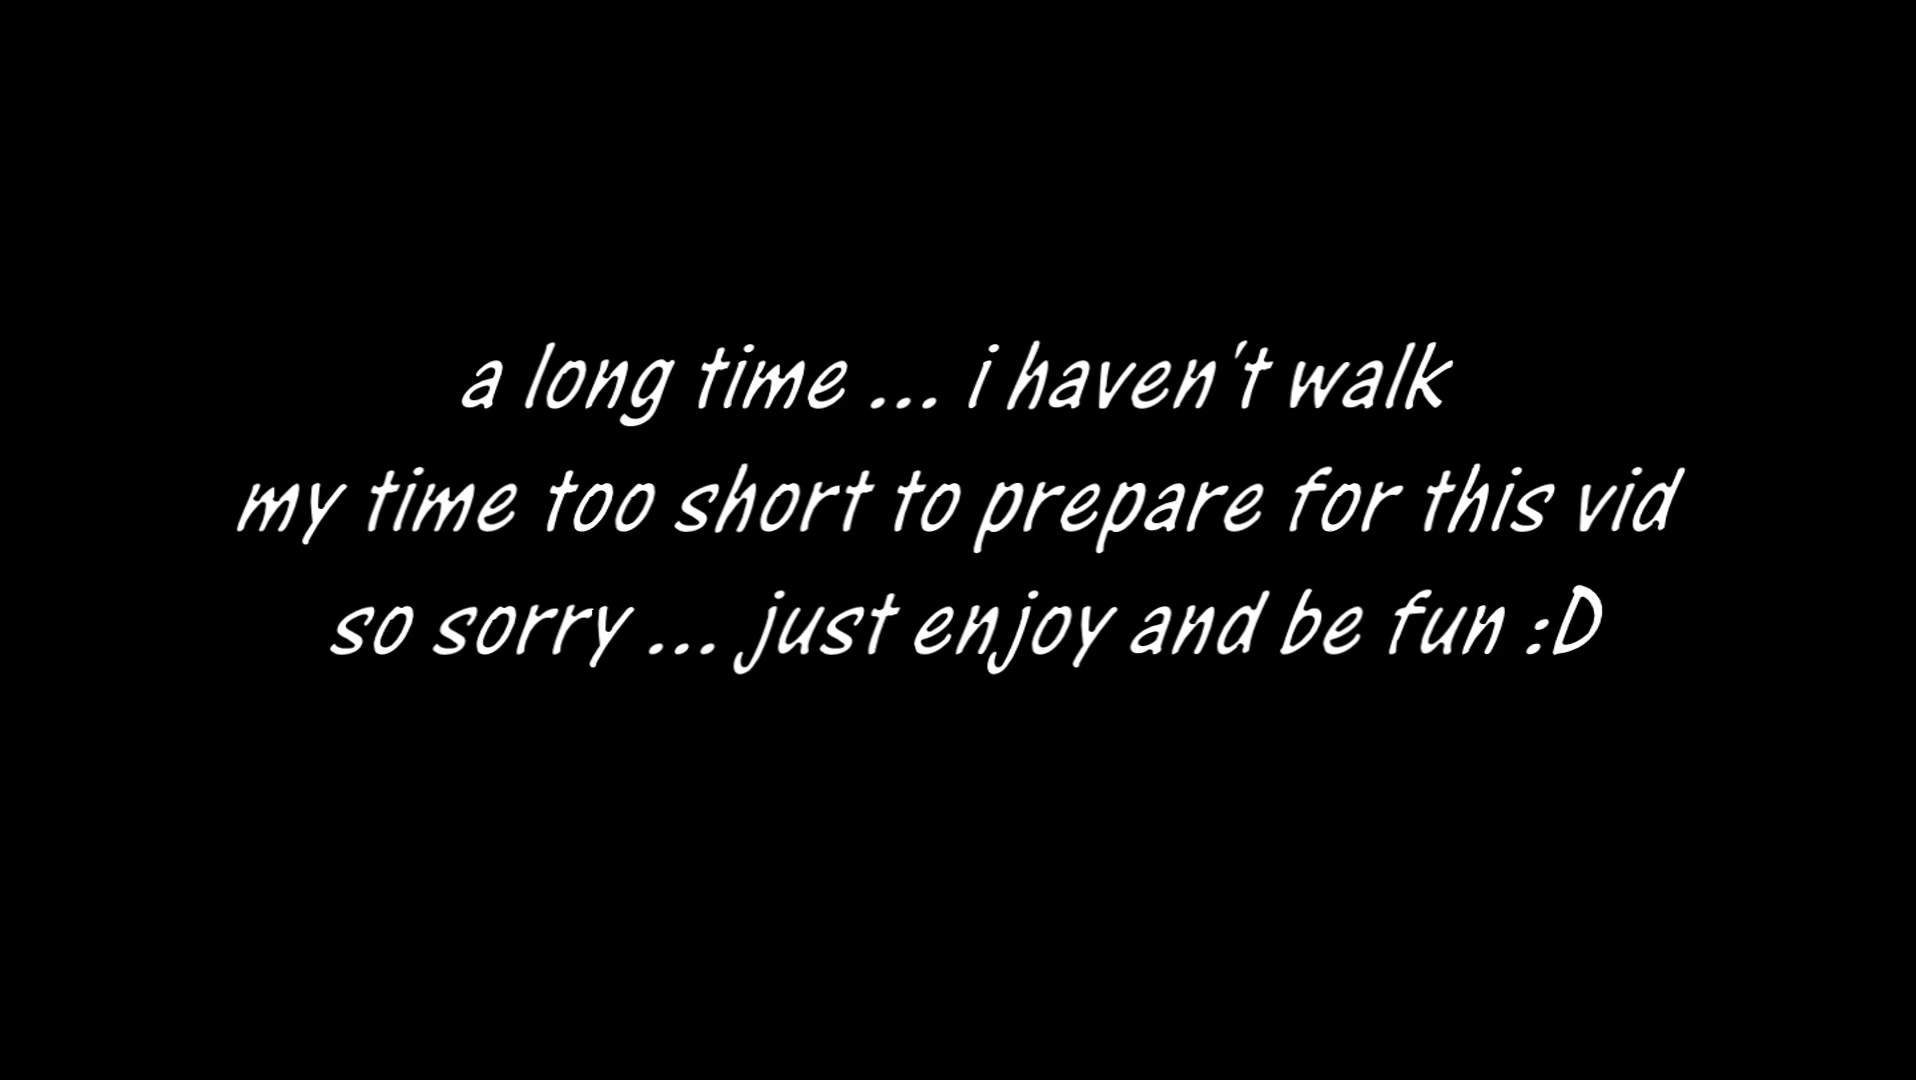 a long time ... i haven't walk
my time too short to prepare for this vid
so sorry ... just enjoy and be fun :D